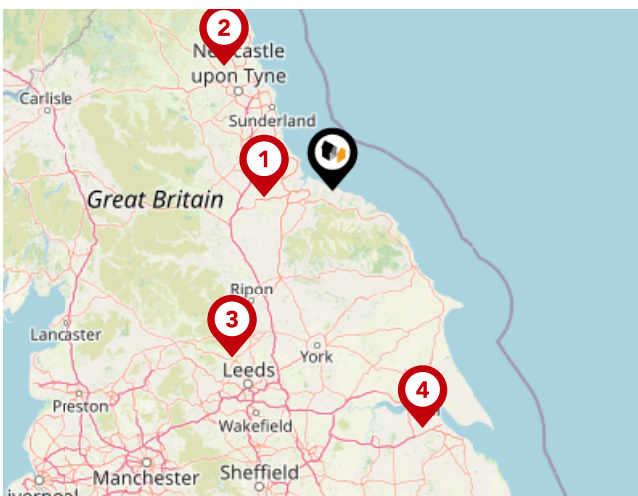 2
Newcastle
upon Tyne
Carlisle
Sunderland
1
Great Britain
Ripon
3
Lancaster
York
Leeds
4
Preston
Wakefield
Manchester
Sheffield